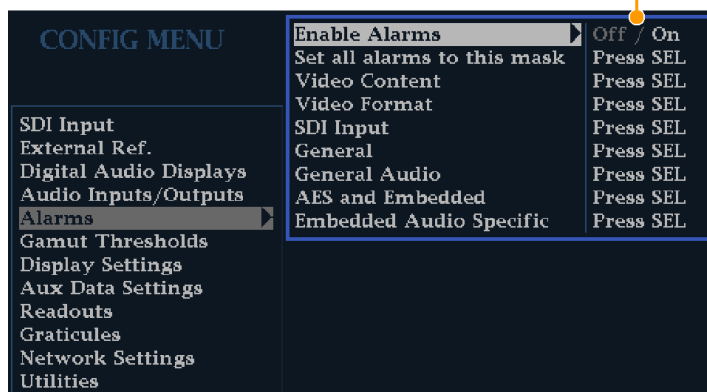 CONFIG MENU
SDI Input
External Ref.
Digital Audio Displays
Audio Inputs/Outputs
Alarms
Gamut Thresholds
Display Settings
Aux Data Settings
Readouts
Graticules
Network Settings
Utilities
Enable Alarms Off / On
Set all alarms to this mask Press SEL
Video Content Press SEL
Video Format Press SEL
SDI Input Press SEL
General Press SEL
General Audio Press SEL
AES and Embedded Press SEL
Embedded Audio Specific Press SEL